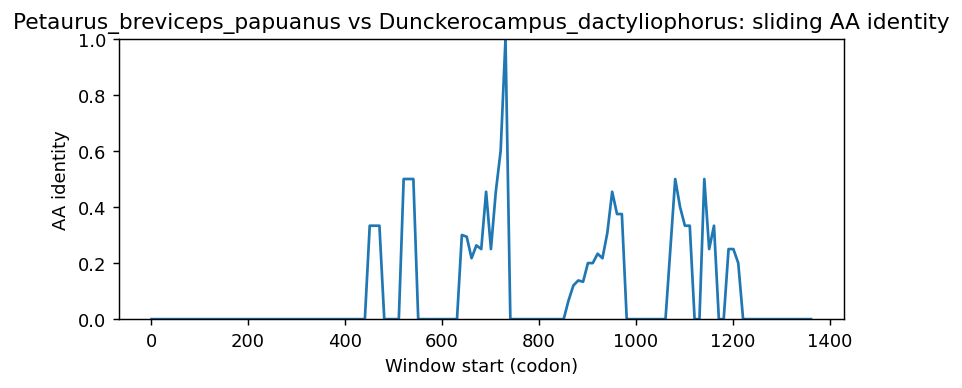 Petaurus_breviceps_papuanus vs Dunckerocampus_dactyliophorus: sliding AA identity
1.0
0.8
0.6
0.4
0.2
0.0
AA identity
0 200 400 600 800 1000 1200 1400
Window start (codon)